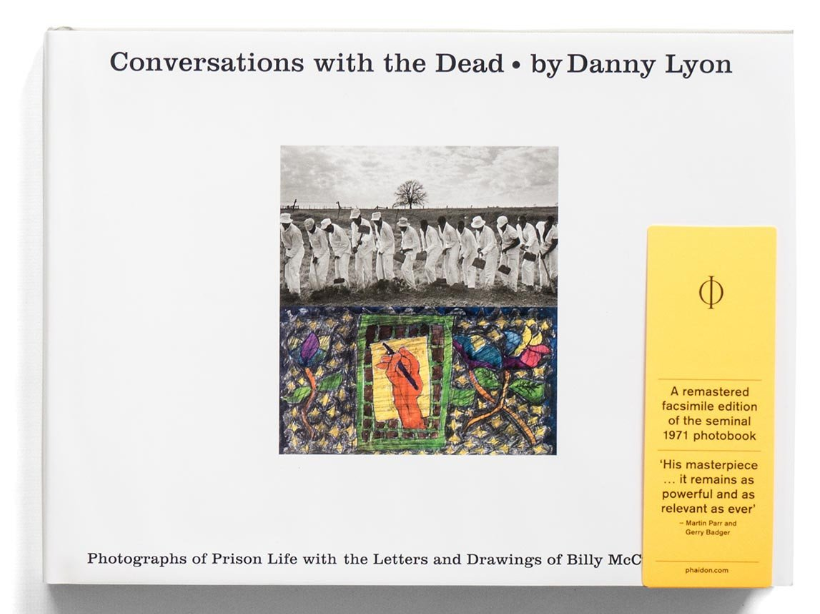 Conversations with the Dead • by Danny Lyon
Φ
A remastered
facsimile edition
of the seminal
1971 photobook
‘His masterpiece
... it remains as
powerful and as
relevant as ever’
– Martin Parr and
Gerry Badger
Photographs of Prison Life with the Letters and Drawings of Billy McC
phaidon.com